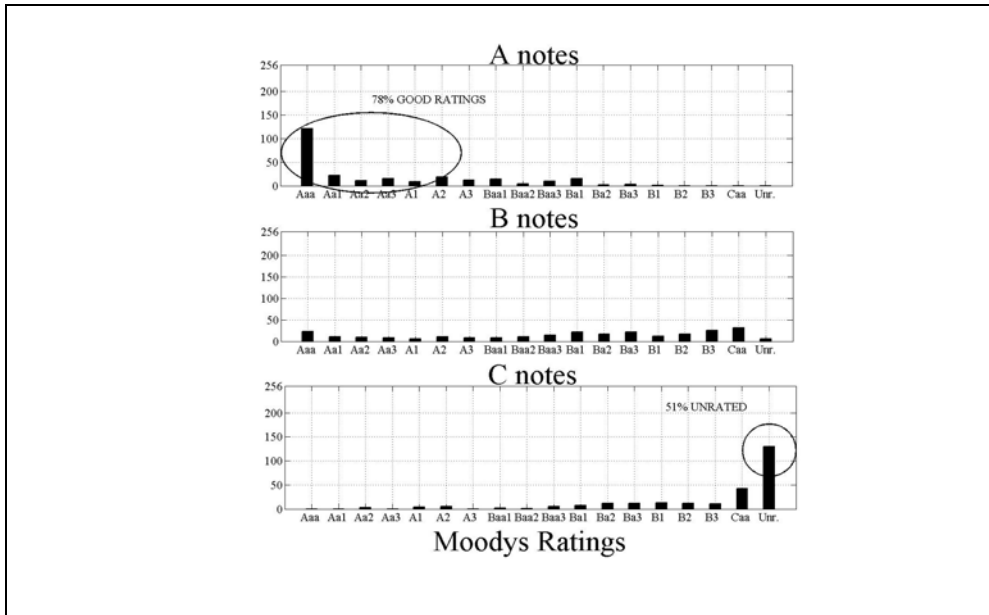 A notes
256
200
150
100
50
0
78% GOOD RATINGS
Aaa Aa1 Aa2 Aa3 A1 A2 A3 Baa1 Baa2 Baa3 Ba1 Ba2 Ba3 B1 B2 B3 Caa Unr.
B notes
256
200
150
100
50
0
Aaa Aa1 Aa2 Aa3 A1 A2 A3 Baa1 Baa2 Baa3 Ba1 Ba2 Ba3 B1 B2 B3 Caa Unr.
C notes
256
200
150
100
50
0
51% UNRATED
Aaa Aa1 Aa2 Aa3 A1 A2 A3 Baa1 Baa2 Baa3 Ba1 Ba2 Ba3 B1 B2 B3 Caa Unr.
Moodys Ratings